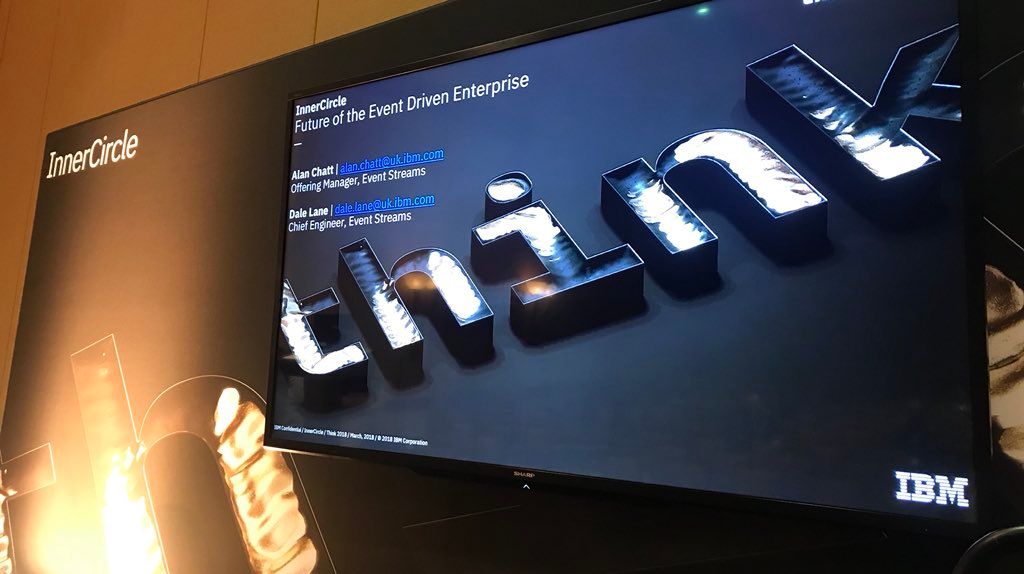 InnerCircle
InnerCircle
Future of the Event Driven Enterprise
–
Alan Chatt | alan.chatt@uk.ibm.com
Offering Manager, Event Streams
Dale Lane | dale.lane@uk.ibm.com
Chief Engineer, Event Streams
think
IBM Confidential / InnerCircle / Think 2018 / March, 2018 / © 2018 IBM Corporation
IBM
SHARP
th